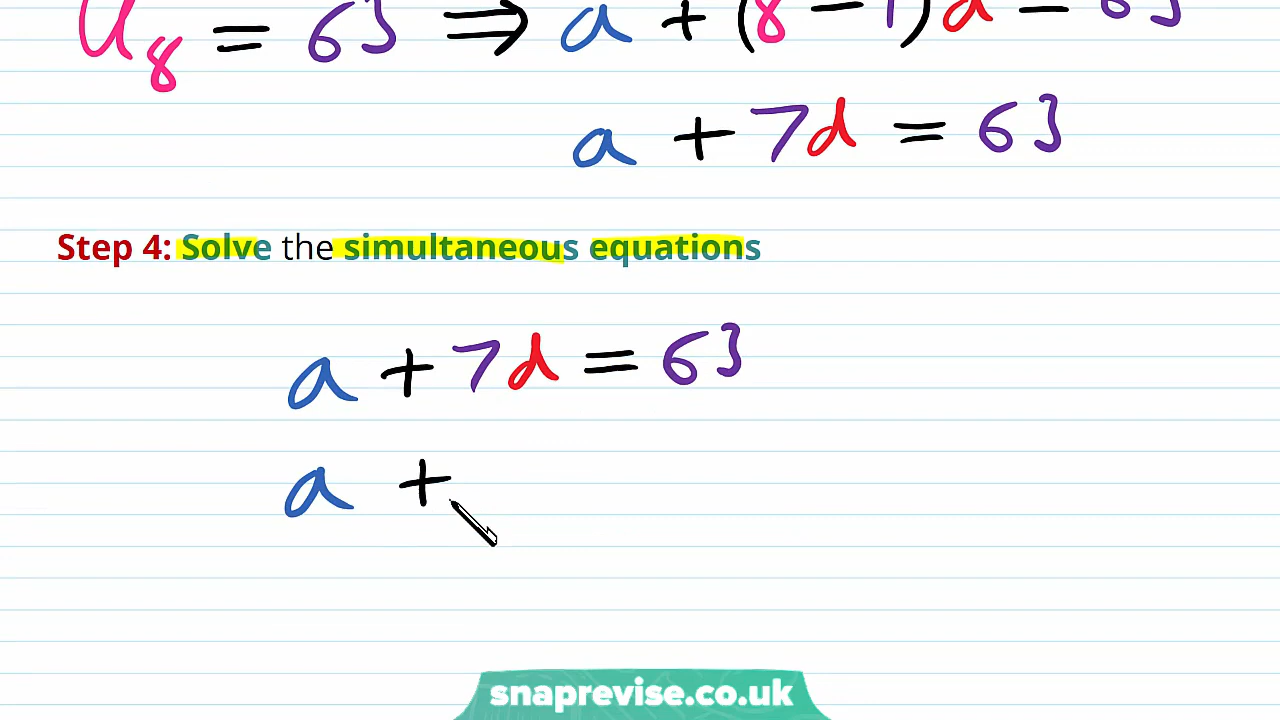 U₈ = 63 ⇒ a + (8 − 1)d = 63
a + 7d = 63
Step 4: Solve the simultaneous equations
a + 7d = 63
a +
snaprevise.co.uk